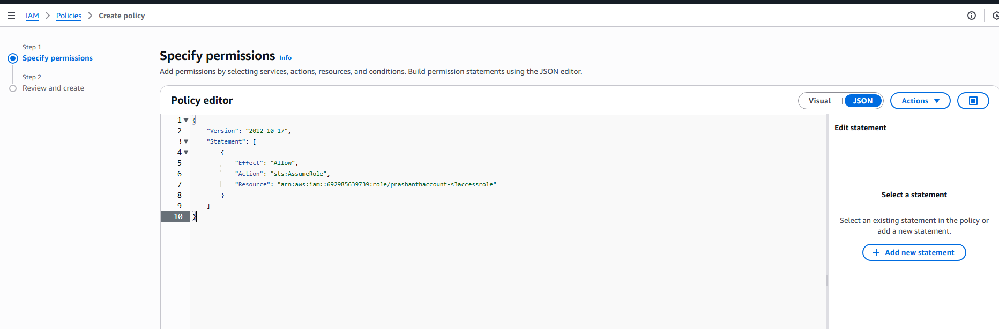 IAM > Policies > Create policy
Step 1
Specify permissions
Step 2
Review and create
Specify permissions Info
Add permissions by selecting services, actions, resources, and conditions. Build permission statements using the JSON editor.
Policy editor
Visual | JSON Actions ▼
1 {
2 "Version": "2012-10-17",
3 "Statement": [
4 {
5 "Effect": "Allow",
6 "Action": "sts:AssumeRole",
7 "Resource": "arn:aws:iam::692985639739:role/prashanthaccount-s3accessrole"
8 }
9 ]
10 }
Edit statement
Select a statement
Select an existing statement in the policy or
add a new statement.
+ Add new statement